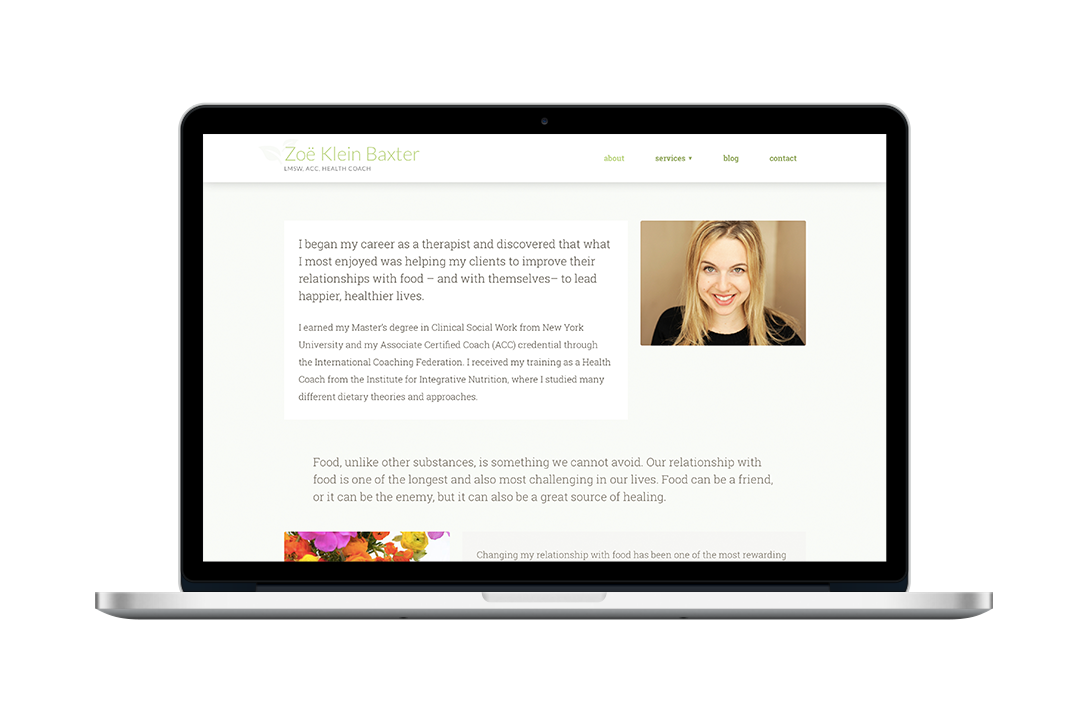 Zoë Klein Baxter
LMSW, ACC, HEALTH COACH
about services ▾ blog contact
I began my career as a therapist and discovered that what
I most enjoyed was helping my clients to improve their
relationships with food – and with themselves– to lead
happier, healthier lives.
I earned my Master's degree in Clinical Social Work from New York
University and my Associate Certified Coach (ACC) credential through
the International Coaching Federation. I received my training as a Health
Coach from the Institute for Integrative Nutrition, where I studied many
different dietary theories and approaches.
Food, unlike other substances, is something we cannot avoid. Our relationship with
food is one of the longest and also most challenging in our lives. Food can be a friend,
or it can be the enemy, but it can also be a great source of healing.
Changing my relationship with food has been one of the most rewarding